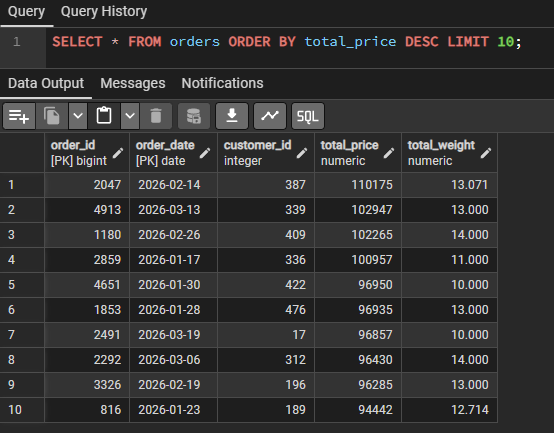 Query Query History
1 SELECT * FROM orders ORDER BY total_price DESC LIMIT 10;
Data Output Messages Notifications
SQL
order_id order_date customer_id total_price total_weight
[PK] bigint [PK] date integer numeric numeric
1 2047 2026-02-14 387 110175 13.071
2 4913 2026-03-13 339 102947 13.000
3 1180 2026-02-26 409 102265 14.000
4 2859 2026-01-17 336 100957 11.000
5 4651 2026-01-30 422 96950 10.000
6 1853 2026-01-28 476 96935 13.000
7 2491 2026-03-19 17 96857 10.000
8 2292 2026-03-06 312 96430 14.000
9 3326 2026-02-19 196 96285 13.000
10 816 2026-01-23 189 94442 12.714